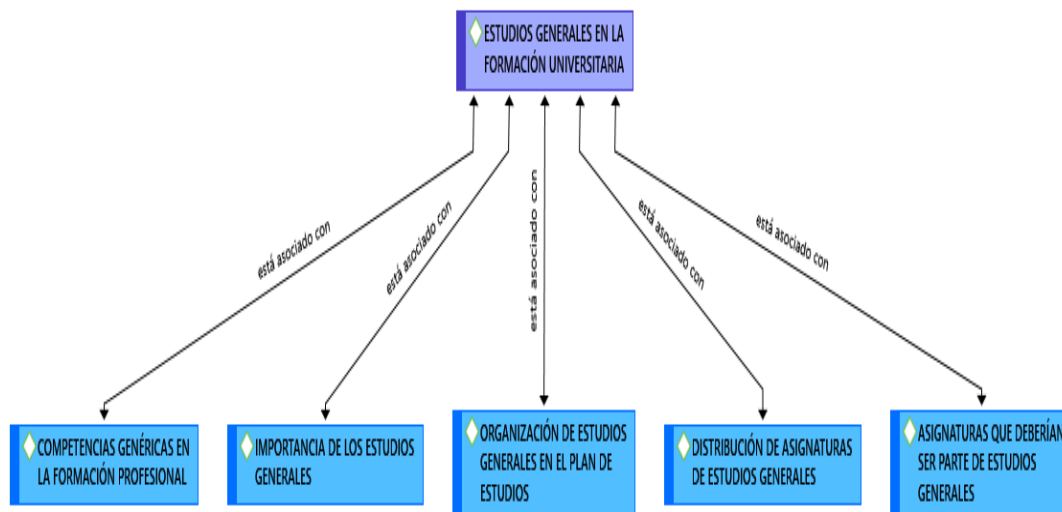 ESTUDIOS GENERALES EN LA
FORMACIÓN UNIVERSITARIA
está asociado con
está asociado con
está asociado con
está asociado con
está asociado con
COMPETENCIAS GENÉRICAS EN
LA FORMACIÓN PROFESIONAL
IMPORTANCIA DE LOS ESTUDIOS
GENERALES
ORGANIZACIÓN DE ESTUDIOS
GENERALES EN EL PLAN DE
ESTUDIOS
DISTRIBUCIÓN DE ASIGNATURAS
DE ESTUDIOS GENERALES
ASIGNATURAS QUE DEBERÍAN
SER PARTE DE ESTUDIOS
GENERALES